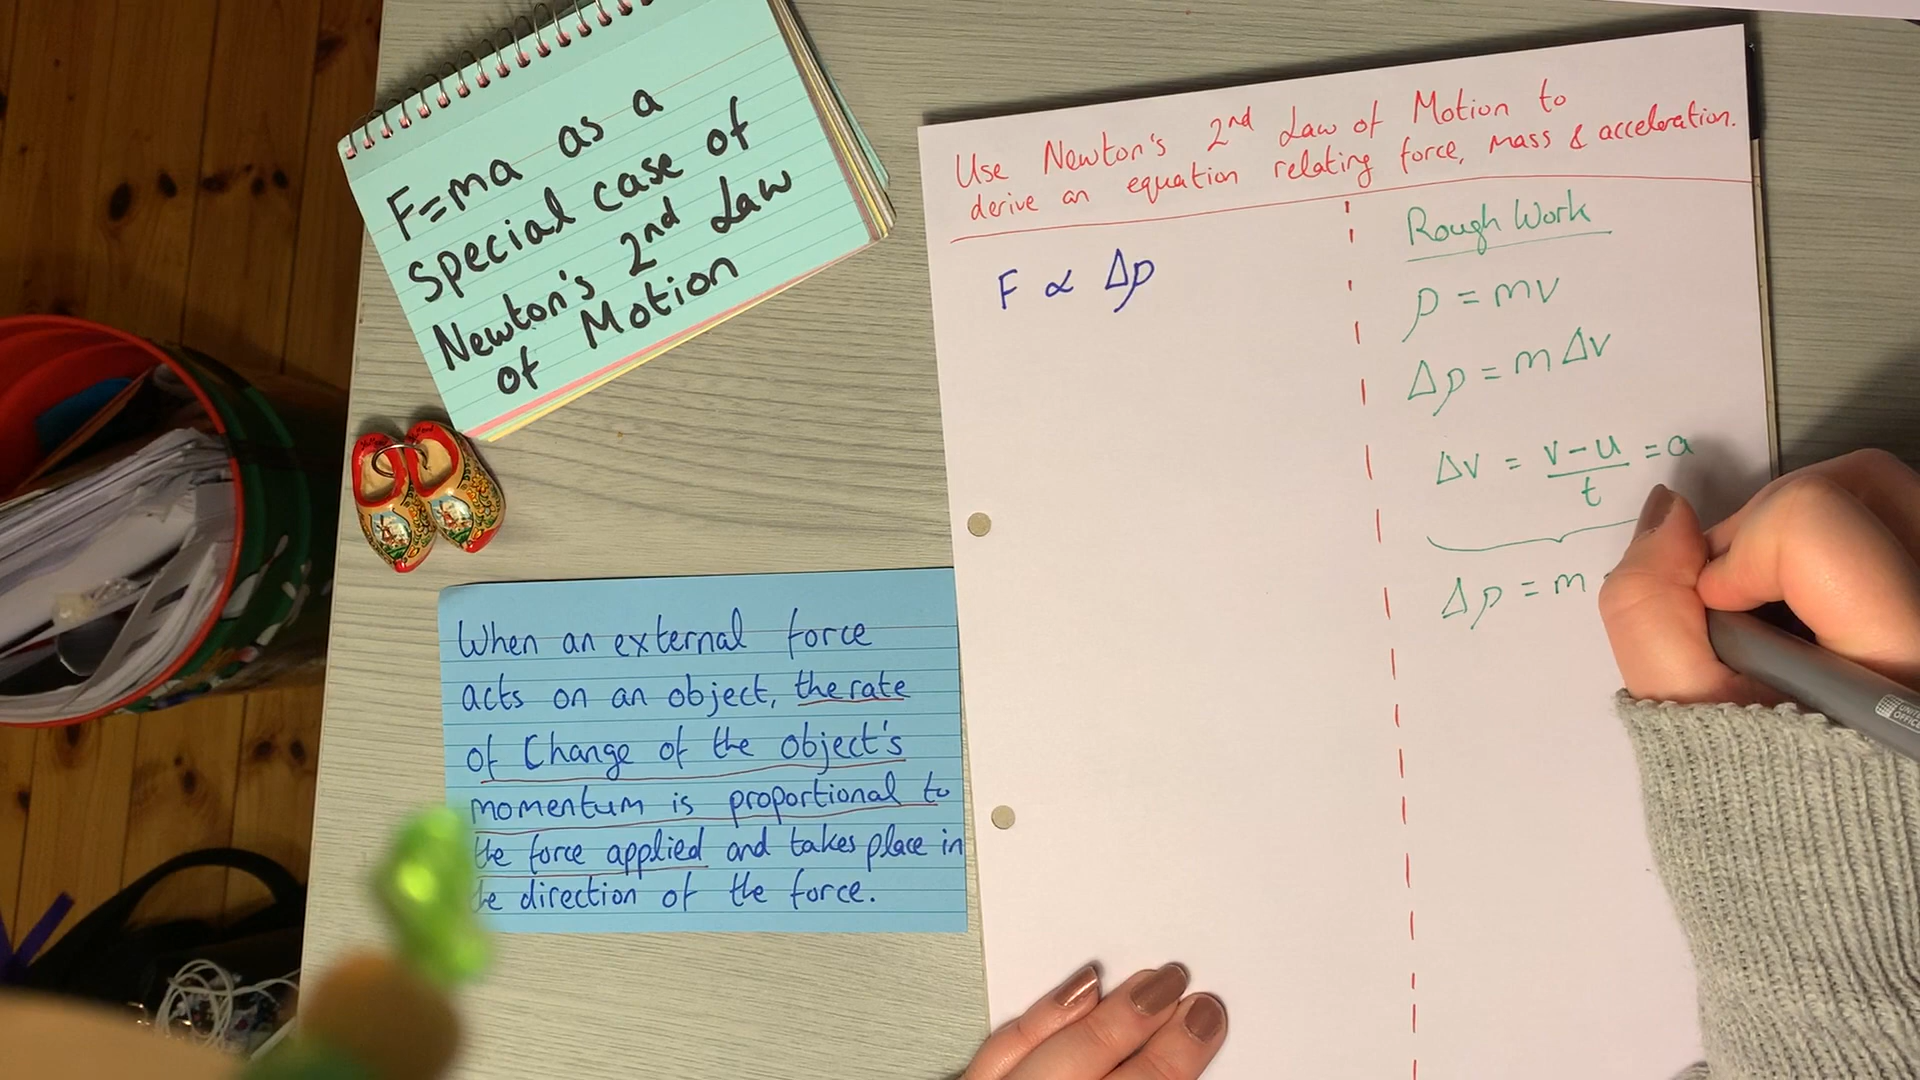 F=ma as a
special case of
Newton's 2nd Law
of Motion
When an external force
acts on an object, the rate
of Change of the object's
momentum is proportional to
the force applied and takes place in
direction of the force.
Use Newton's 2nd Law of Motion to
derive an equation relating force, mass & acceleration.
F ∝ Δp
Rough Work
p = mv
Δp = m Δv
Δv = v-u/t = a
Δp = m